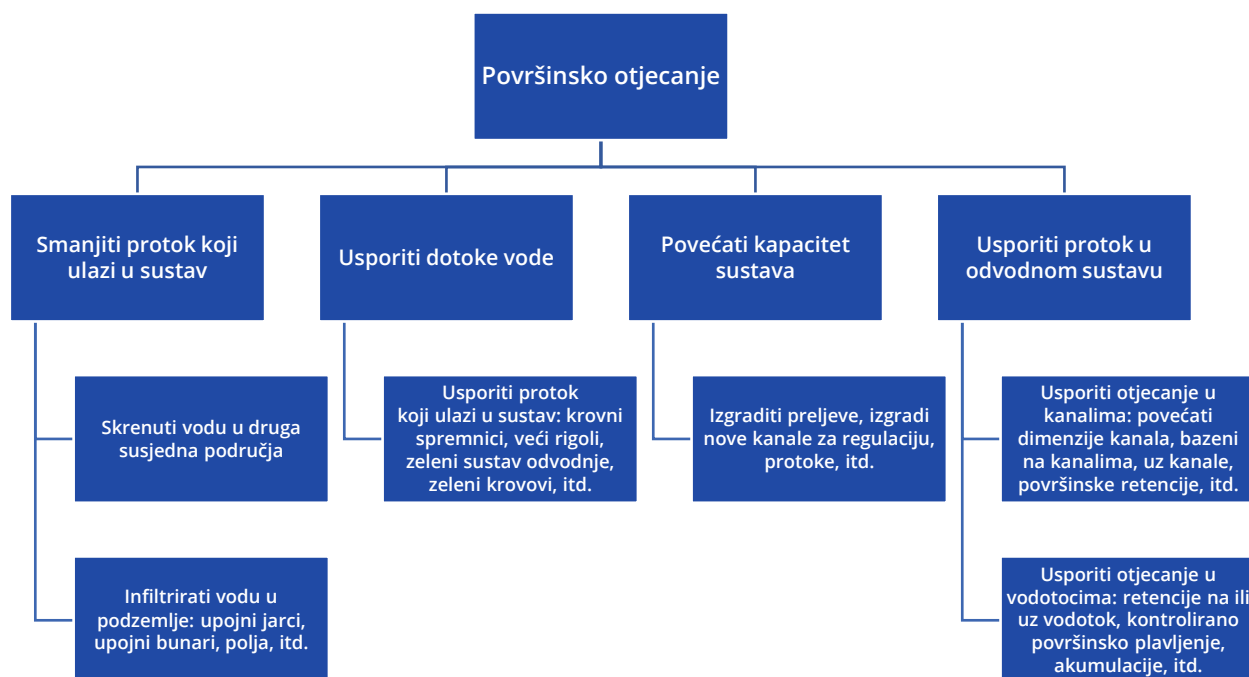 Površinsko otjecanje
Smanjiti protok koji
ulazi u sustav
Usporiti dotoke vode
Povećati kapacitet
sustava
Usporiti protok u
odvodnom sustavu
Skrenuti vodu u druga
susjedna područja
Usporiti protok
koji ulazi u sustav: krovni
spremnici, veći rigoli,
zeleni sustav odvodnje,
zeleni krovovi, itd.
Izgraditi preljeve, izgradi
nove kanale za regulaciju,
protoke, itd.
Usporiti otjecanje u
kanalima: povećati
dimenzije kanala, bazeni
na kanalima, uz kanale,
površinske retencije, itd.
Infiltrirati vodu u
podzemlje: upojni jarci,
upojni bunari, polja, itd.
Usporiti otjecanje u
vodotocima: retencije na ili
uz vodotok, kontrolirano
površinsko plavljenje,
akumulacije, itd.